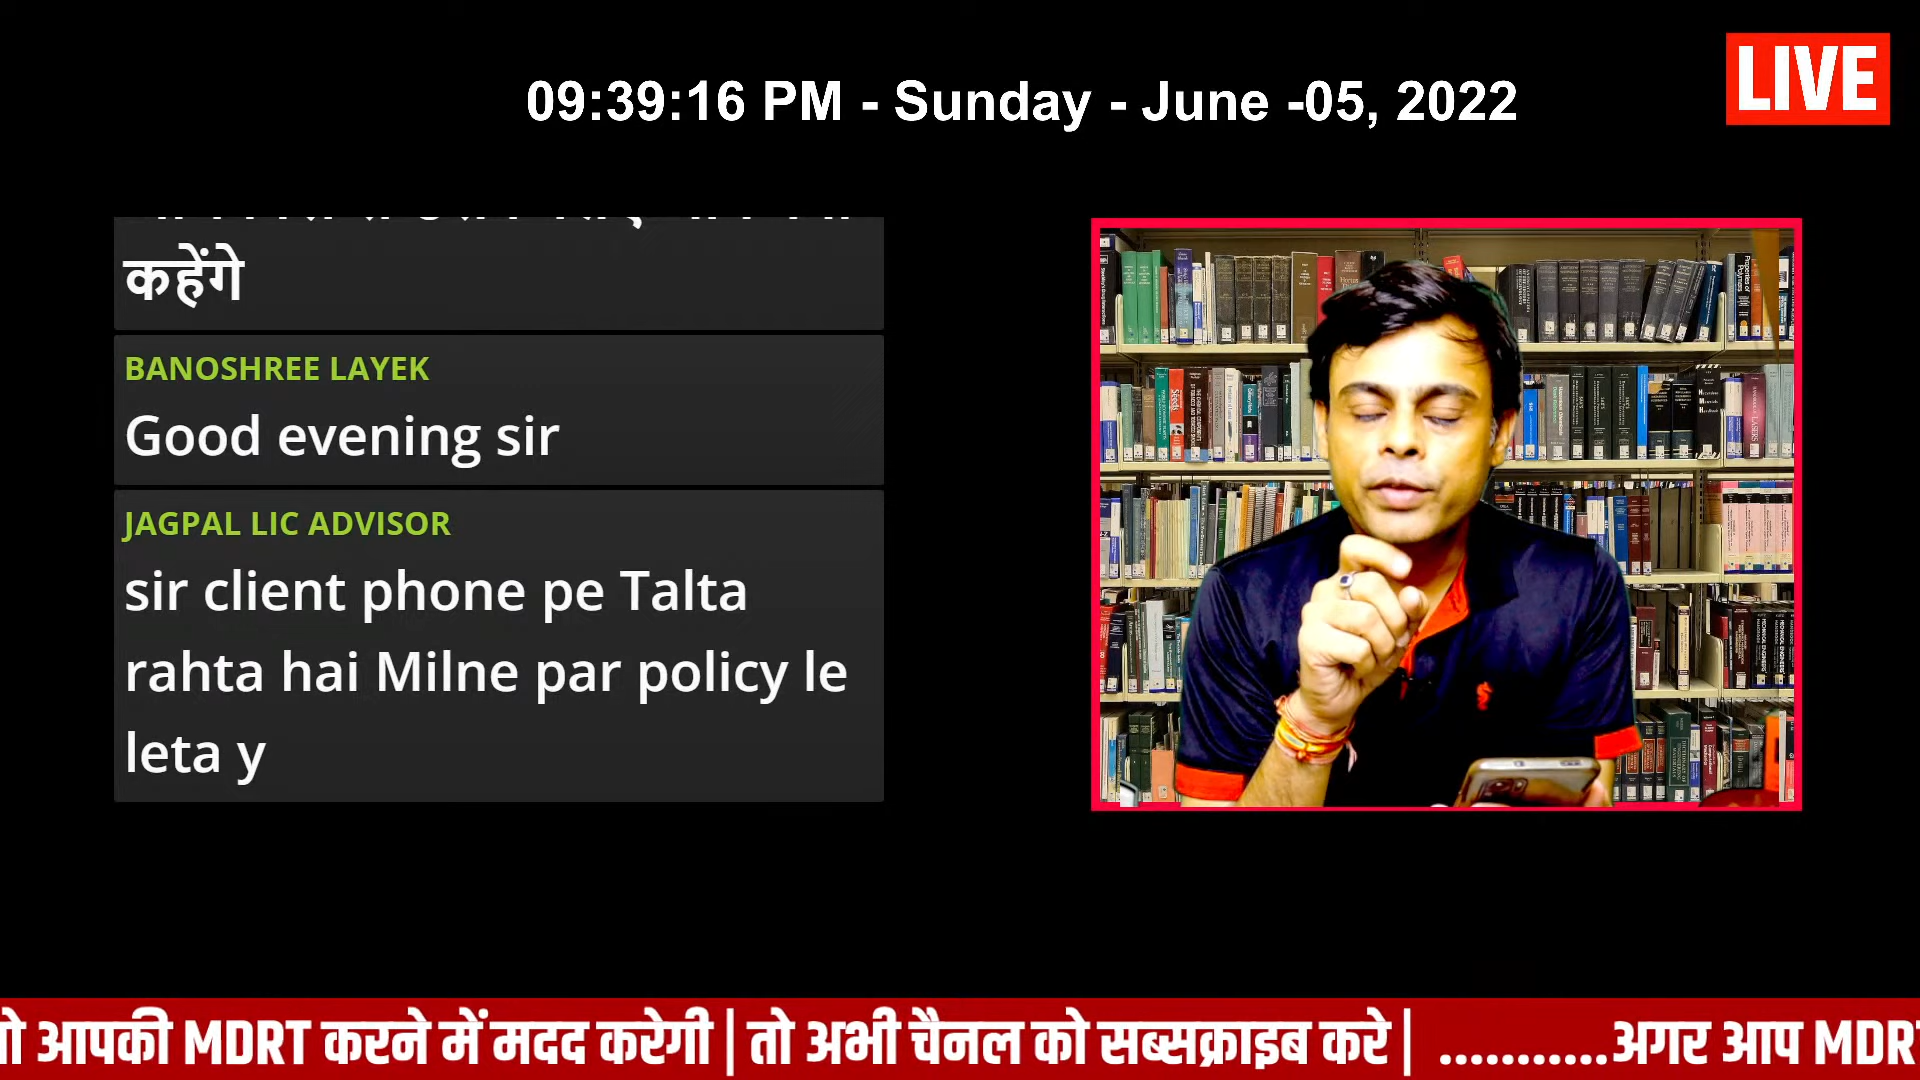 09:39:16 PM - Sunday - June -05, 2022
LIVE
कहेंगे
BANOSHREE LAYEK
Good evening sir
JAGPAL LIC ADVISOR
sir client phone pe Talta
rahta hai Milne par policy le
leta y
आपकी MDRT करने में मदद करेगी | तो अभी चैनल को सब्सक्राइब करे | ...........अगर आप MDR